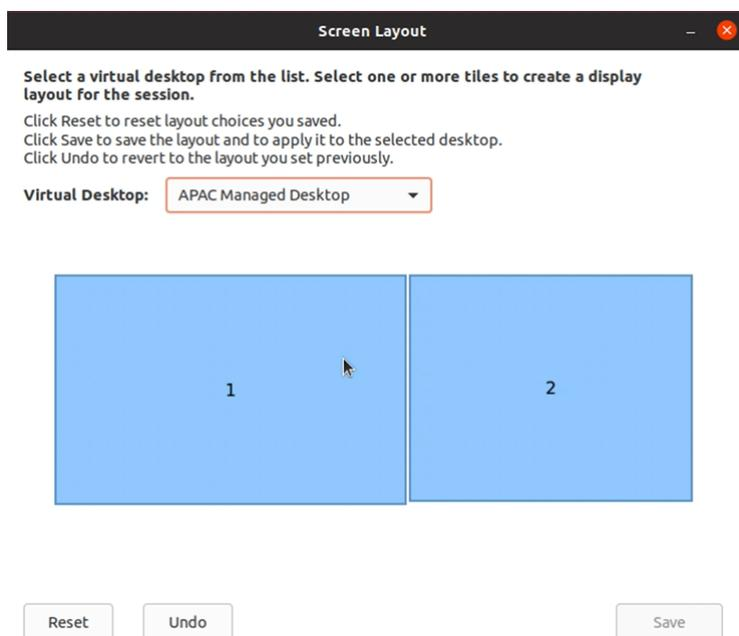 Screen Layout
Select a virtual desktop from the list. Select one or more tiles to create a display
layout for the session.
Click Reset to reset layout choices you saved.
Click Save to save the layout and to apply it to the selected desktop.
Click Undo to revert to the layout you set previously.
Virtual Desktop: APAC Managed Desktop
1 2
Reset Undo Save